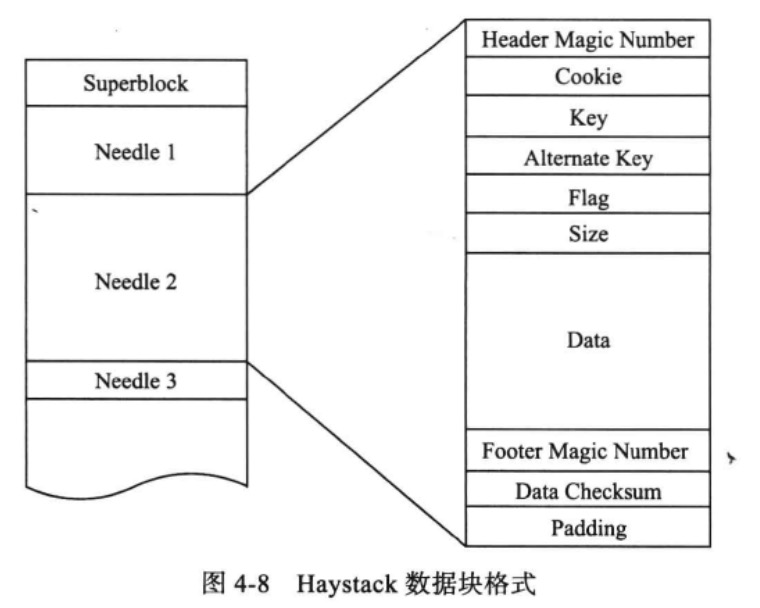 Superblock
Needle 1
Needle 2
Needle 3
Header Magic Number
Cookie
Key
Alternate Key
Flag
Size
Data
Footer Magic Number
Data Checksum
Padding
图 4-8 Haystack 数据块格式